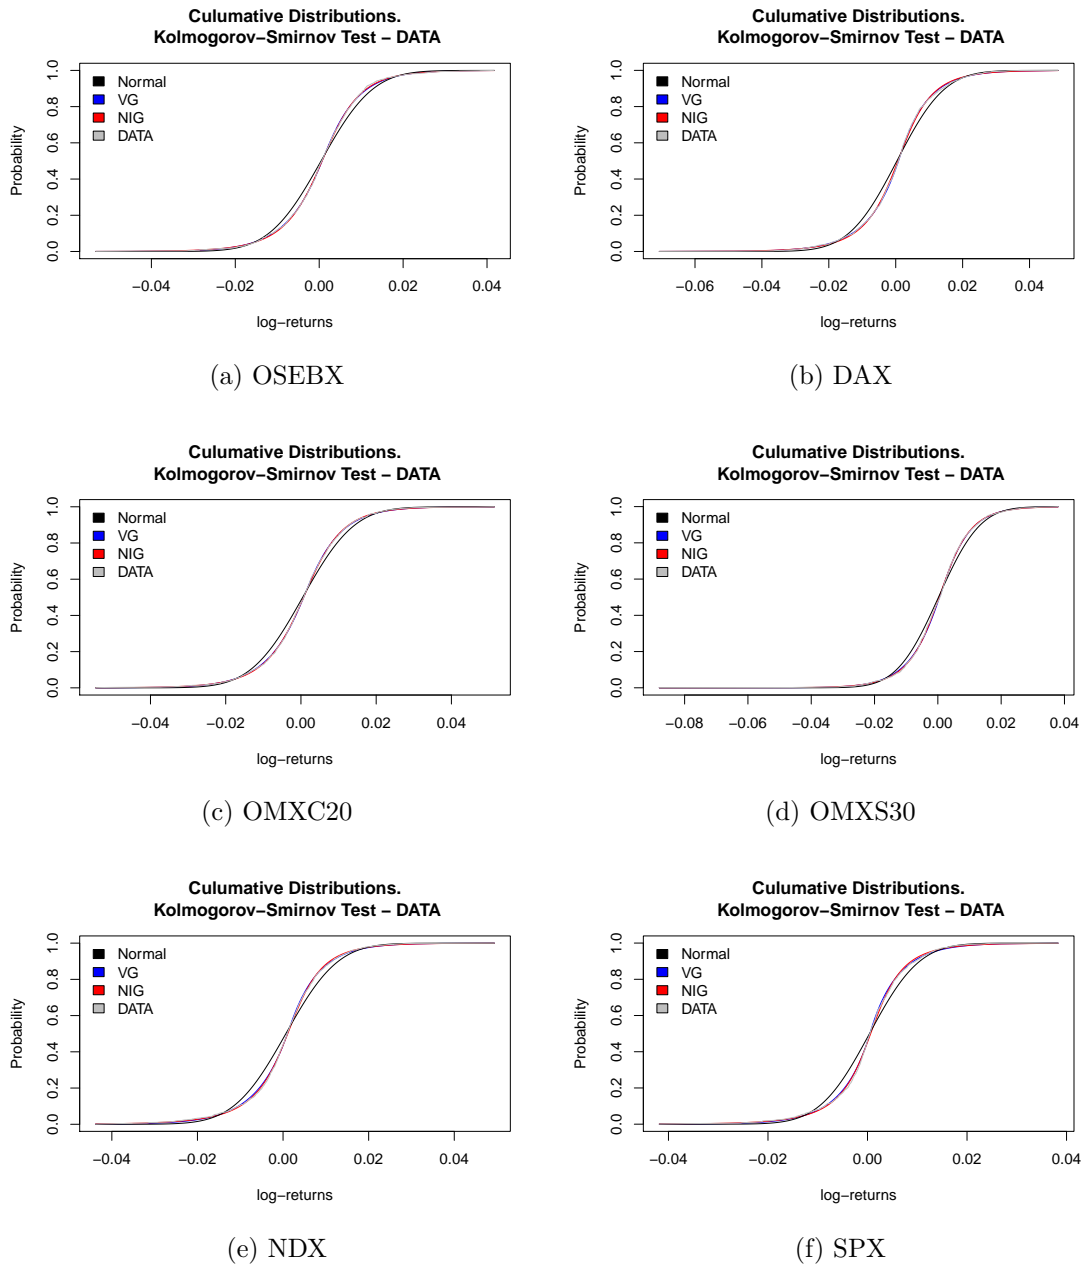 Culumative Distributions.
Kolmogorov−Smirnov Test − DATA
Normal
VG
NIG
DATA
Probability
0.0 0.2 0.4 0.6 0.8 1.0
−0.04 −0.02 0.00 0.02 0.04
log−returns
(a) OSEBX
Culumative Distributions.
Kolmogorov−Smirnov Test − DATA
Normal
VG
NIG
DATA
Probability
0.0 0.2 0.4 0.6 0.8 1.0
−0.06 −0.04 −0.02 0.00 0.02 0.04
log−returns
(b) DAX
Culumative Distributions.
Kolmogorov−Smirnov Test − DATA
Normal
VG
NIG
DATA
Probability
0.0 0.2 0.4 0.6 0.8 1.0
−0.04 −0.02 0.00 0.02 0.04
log−returns
(c) OMXC20
Culumative Distributions.
Kolmogorov−Smirnov Test − DATA
Normal
VG
NIG
DATA
Probability
0.0 0.2 0.4 0.6 0.8 1.0
−0.08 −0.06 −0.04 −0.02 0.00 0.02 0.04
log−returns
(d) OMXS30
Culumative Distributions.
Kolmogorov−Smirnov Test − DATA
Normal
VG
NIG
DATA
Probability
0.0 0.2 0.4 0.6 0.8 1.0
−0.04 −0.02 0.00 0.02 0.04
log−returns
(e) NDX
Culumative Distributions.
Kolmogorov−Smirnov Test − DATA
Normal
VG
NIG
DATA
Probability
0.0 0.2 0.4 0.6 0.8 1.0
−0.04 −0.02 0.00 0.02 0.04
log−returns
(f) SPX